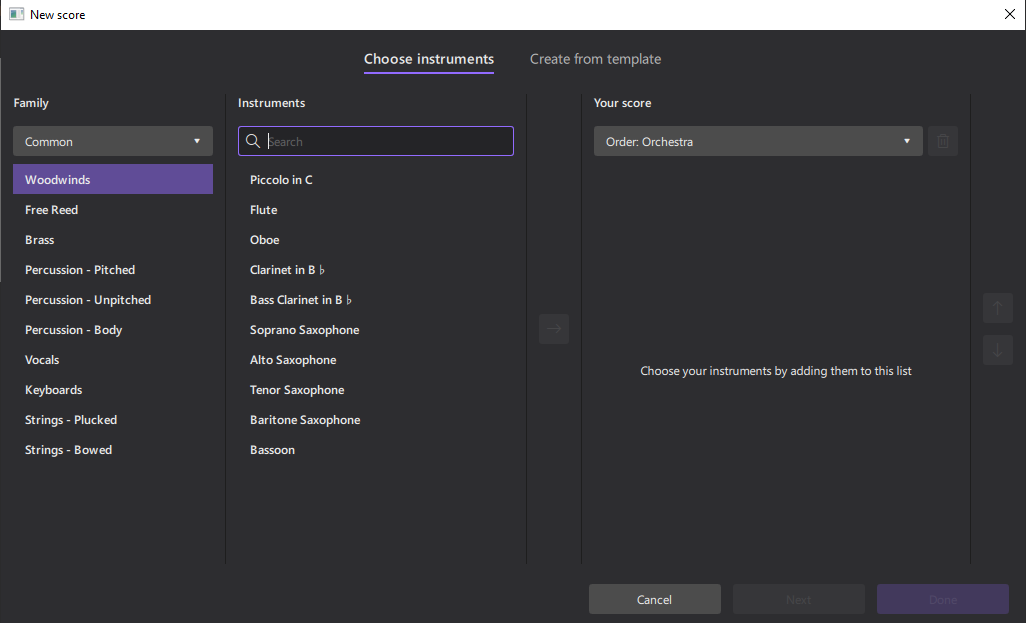 New score
Choose instruments
Create from template
Family
Common
Woodwinds
Free Reed
Brass
Percussion - Pitched
Percussion - Unpitched
Percussion - Body
Vocals
Keyboards
Strings - Plucked
Strings - Bowed
Instruments
Search
Piccolo in C
Flute
Oboe
Clarinet in B♭
Bass Clarinet in B♭
Soprano Saxophone
Alto Saxophone
Tenor Saxophone
Baritone Saxophone
Bassoon
Your score
Order: Orchestra
Choose your instruments by adding them to this list
Cancel
Next
Done